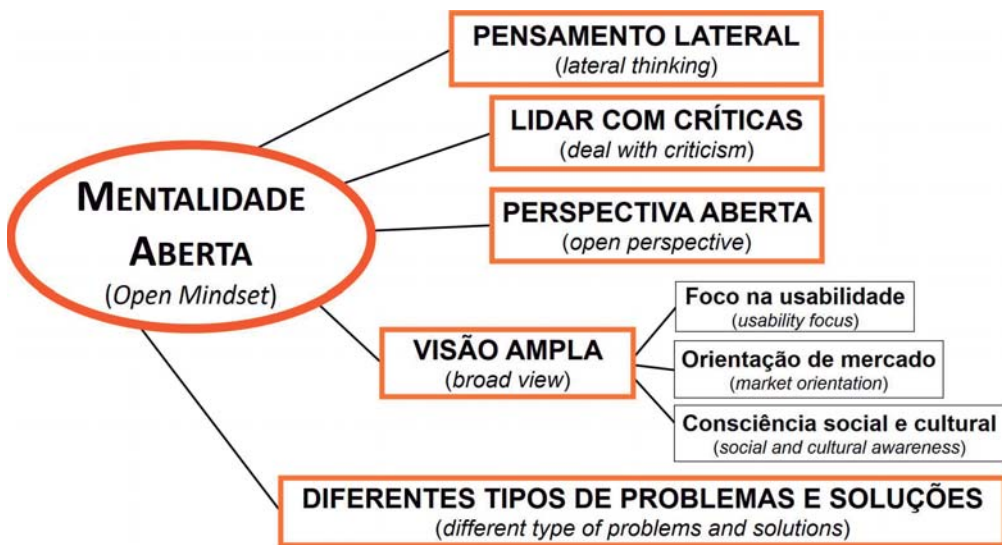 PENSAMENTO LATERAL
(lateral thinking)
LIDAR COM CRÍTICAS
(deal with criticism)
MENTALIDADE
ABERTA
(Open Mindset)
PERSPECTIVA ABERTA
(open perspective)
VISÃO AMPLA
(broad view)
Foco na usabilidade
(usability focus)
Orientação de mercado
(market orientation)
Consciência social e cultural
(social and cultural awareness)
DIFERENTES TIPOS DE PROBLEMAS E SOLUÇÕES
(different type of problems and solutions)